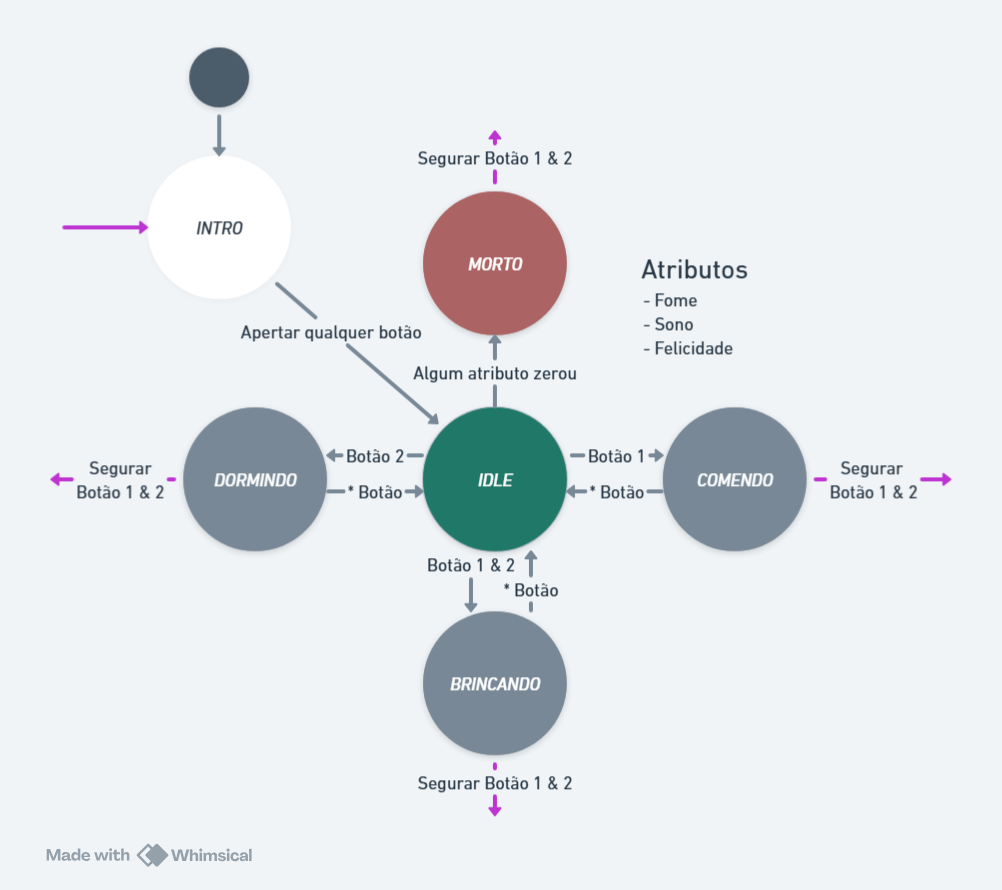 INTRO
Segurar Botão 1 & 2
MORTO
Atributos
- Fome
- Sono
- Felicidade
Apertar qualquer botão
Algum atributo zerou
Segurar
Botão 1 & 2
DORMINDO
Botão 2
* Botão
IDLE
Botão 1
* Botão
COMENDO
Segurar
Botão 1 & 2
Botão 1 & 2
* Botão
BRINCANDO
Segurar Botão 1 & 2
Made with Whimsical